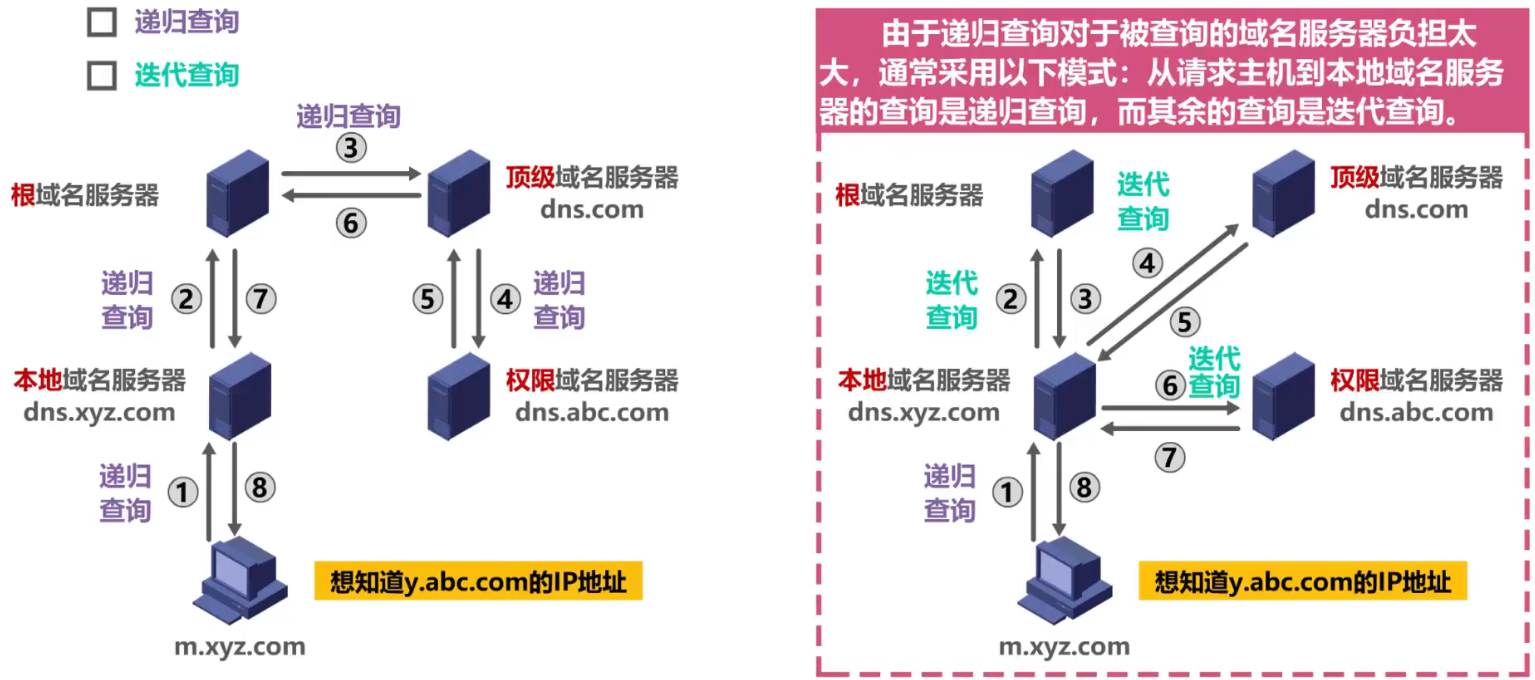 递归查询
迭代查询
递归查询
③
根域名服务器
顶级域名服务器
dns.com
⑥
递归
查询
②
⑦
⑤
④
递归
查询
本地域名服务器
dns.xyz.com
权限域名服务器
dns.abc.com
递归
查询
①
⑧
想知道y.abc.com的IP地址
m.xyz.com
由于递归查询对于被查询的域名服务器负担太
大，通常采用以下模式：从请求主机到本地域名服务
器的查询是递归查询，而其余的查询是迭代查询。
根域名服务器
迭代
查询
顶级域名服务器
dns.com
④
迭代
查询
②
③
⑤
迭代
查询
⑥
本地域名服务器
dns.xyz.com
权限域名服务器
dns.abc.com
⑦
递归
查询
①
⑧
想知道y.abc.com的IP地址
m.xyz.com